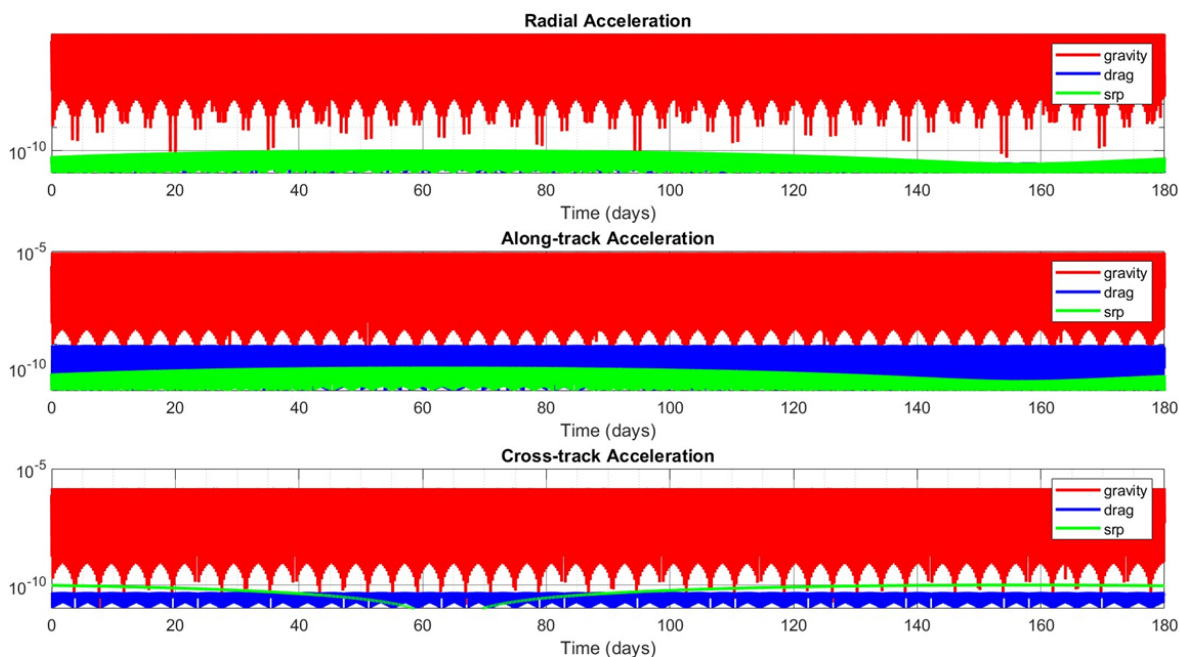 Radial Acceleration
gravity
drag
srp
10-10
0 20 40 60 80 100 120 140 160 180
Time (days)
Along-track Acceleration
10-5
gravity
drag
srp
10-10
0 20 40 60 80 100 120 140 160 180
Time (days)
Cross-track Acceleration
10-5
gravity
drag
srp
10-10
0 20 40 60 80 100 120 140 160 180
Time (days)